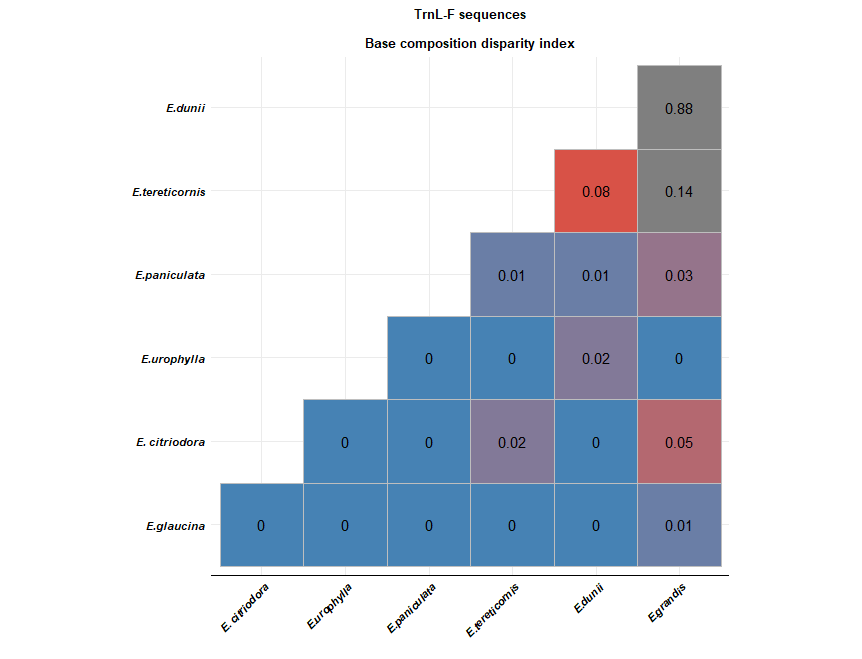 TrnL-F sequences
Base composition disparity index
E.dunii 0.88
E.tereticornis 0.08 0.14
E.paniculata 0.01 0.01 0.03
E.urophylla 0 0 0.02 0
E. citriodora 0 0 0.02 0 0.05
E.glaucina 0 0 0 0 0 0.01
E. citriodora E.urophylla E.paniculata E.tereticornis E.dunii E.grandis